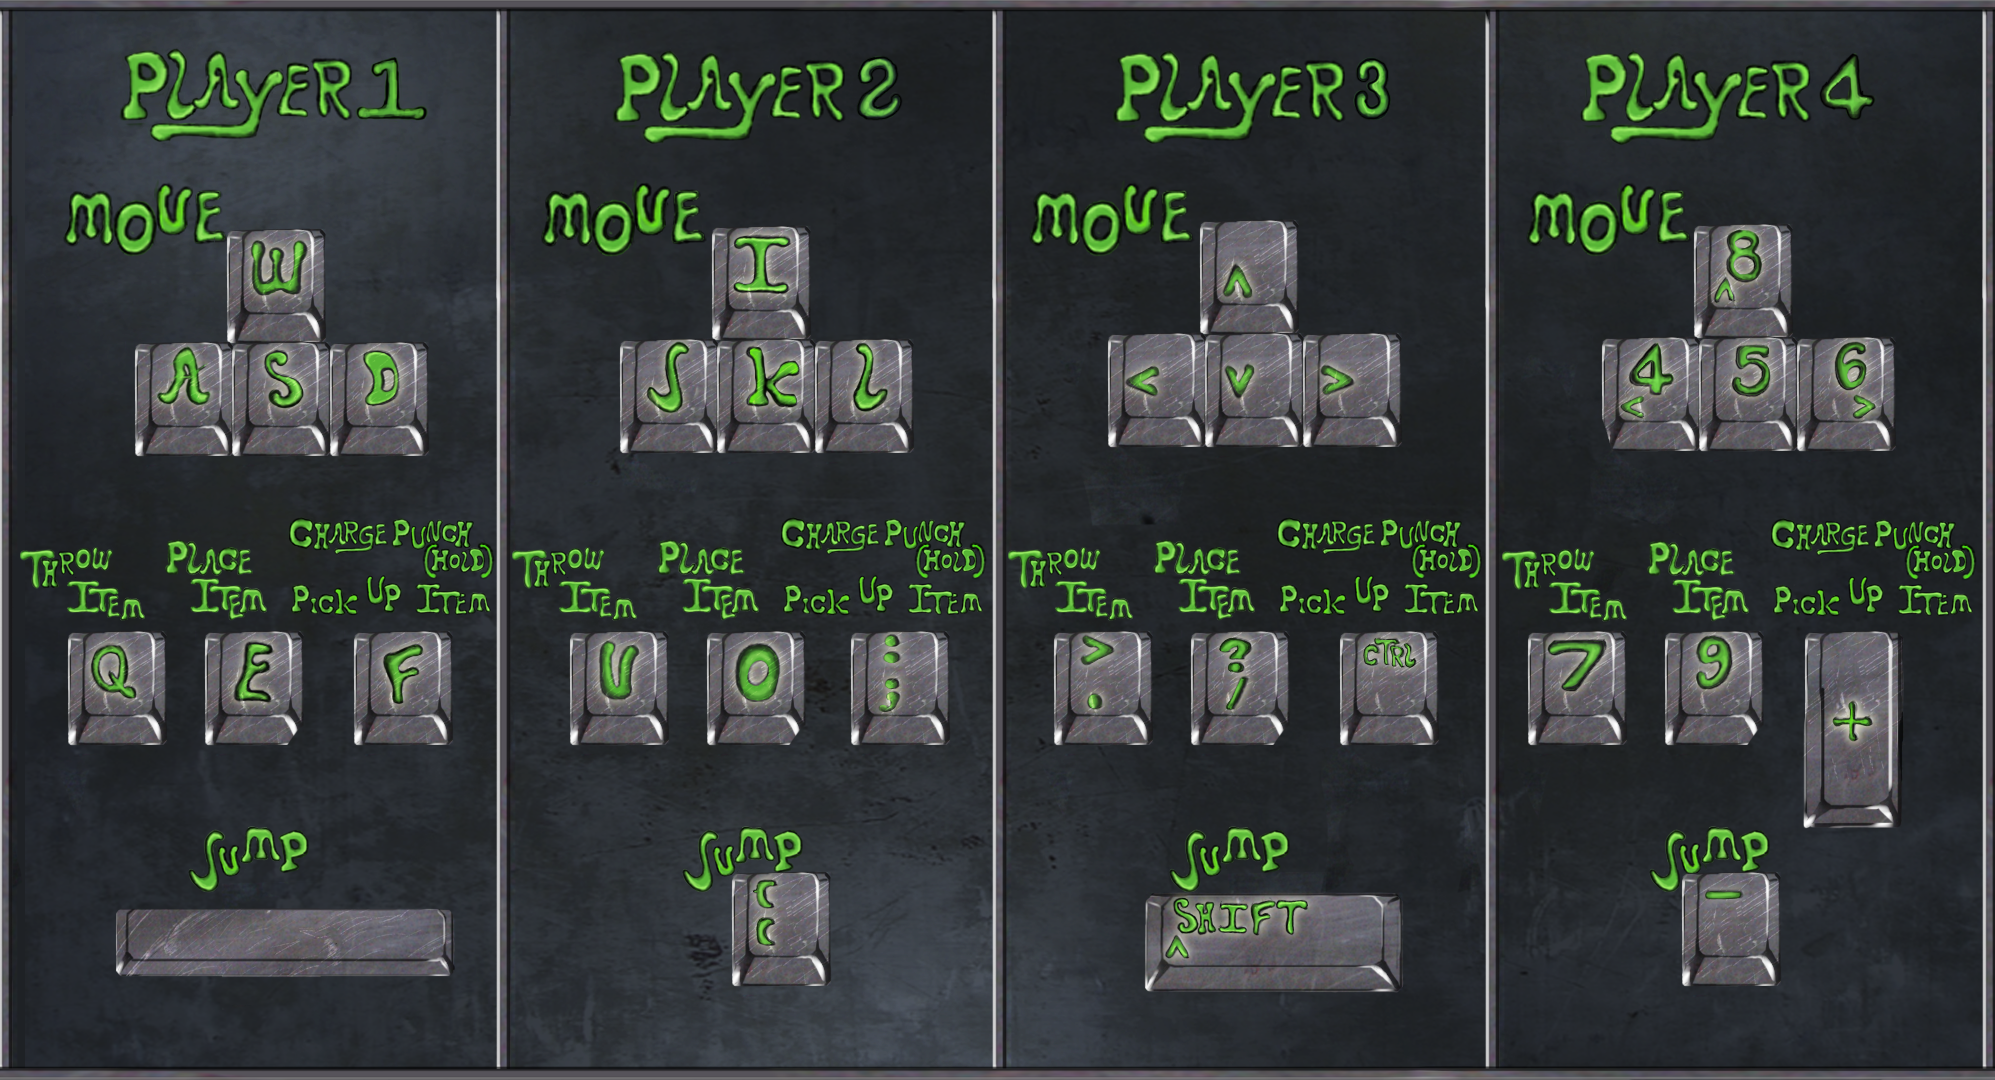 PLAYER 1
MOVE
W
A S D
THROW ITEM
PLACE ITEM
CHARGE PUNCH (HOLD)
PICK UP ITEM
Q E F
JUMP
PLAYER 2
MOVE
I
J K L
THROW ITEM
PLACE ITEM
CHARGE PUNCH (HOLD)
PICK UP ITEM
U O : ;
JUMP
PLAYER 3
MOVE
^
< v >
THROW ITEM
PLACE ITEM
CHARGE PUNCH (HOLD)
PICK UP ITEM
> . ? / CTRL
JUMP
SHIFT
^
PLAYER 4
MOVE
8
^
4 5 6
< >
THROW ITEM
PLACE ITEM
CHARGE PUNCH (HOLD)
PICK UP ITEM
7 9 +
JUMP
-